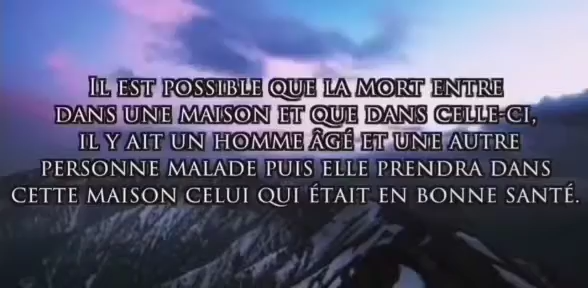 Il est possible que la mort entre
dans une maison et que dans celle-ci,
il y ait un homme âgé et une autre
personne malade puis elle prendra dans
cette maison celui qui était en bonne santé.